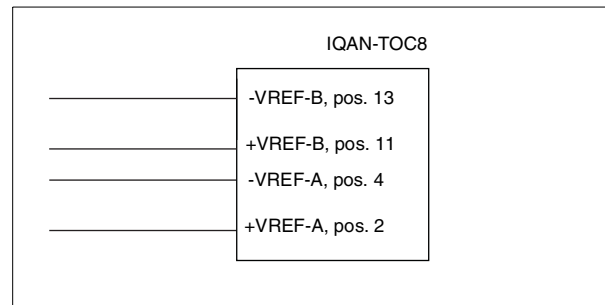 IQAN-TOC8
-VREF-B, pos. 13
+VREF-B, pos. 11
-VREF-A, pos. 4
+VREF-A, pos. 2